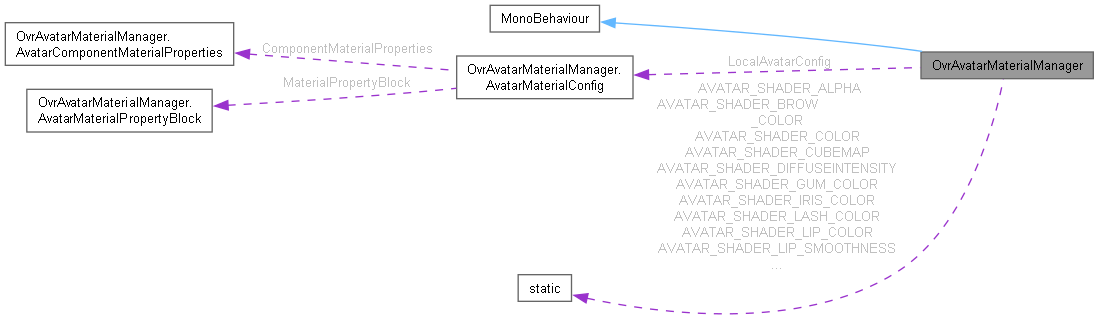 MonoBehaviour
OvrAvatarMaterialManager.
AvatarComponentMaterialProperties
ComponentMaterialProperties
OvrAvatarMaterialManager.
AvatarMaterialConfig
LocalAvatarConfig
OvrAvatarMaterialManager
MaterialPropertyBlock
OvrAvatarMaterialManager.
AvatarMaterialPropertyBlock
AVATAR_SHADER_ALPHA
AVATAR_SHADER_BROW
_COLOR
AVATAR_SHADER_COLOR
AVATAR_SHADER_CUBEMAP
AVATAR_SHADER_DIFFUSEINTENSITY
AVATAR_SHADER_GUM_COLOR
AVATAR_SHADER_IRIS_COLOR
AVATAR_SHADER_LASH_COLOR
AVATAR_SHADER_LIP_COLOR
AVATAR_SHADER_LIP_SMOOTHNESS
...
static